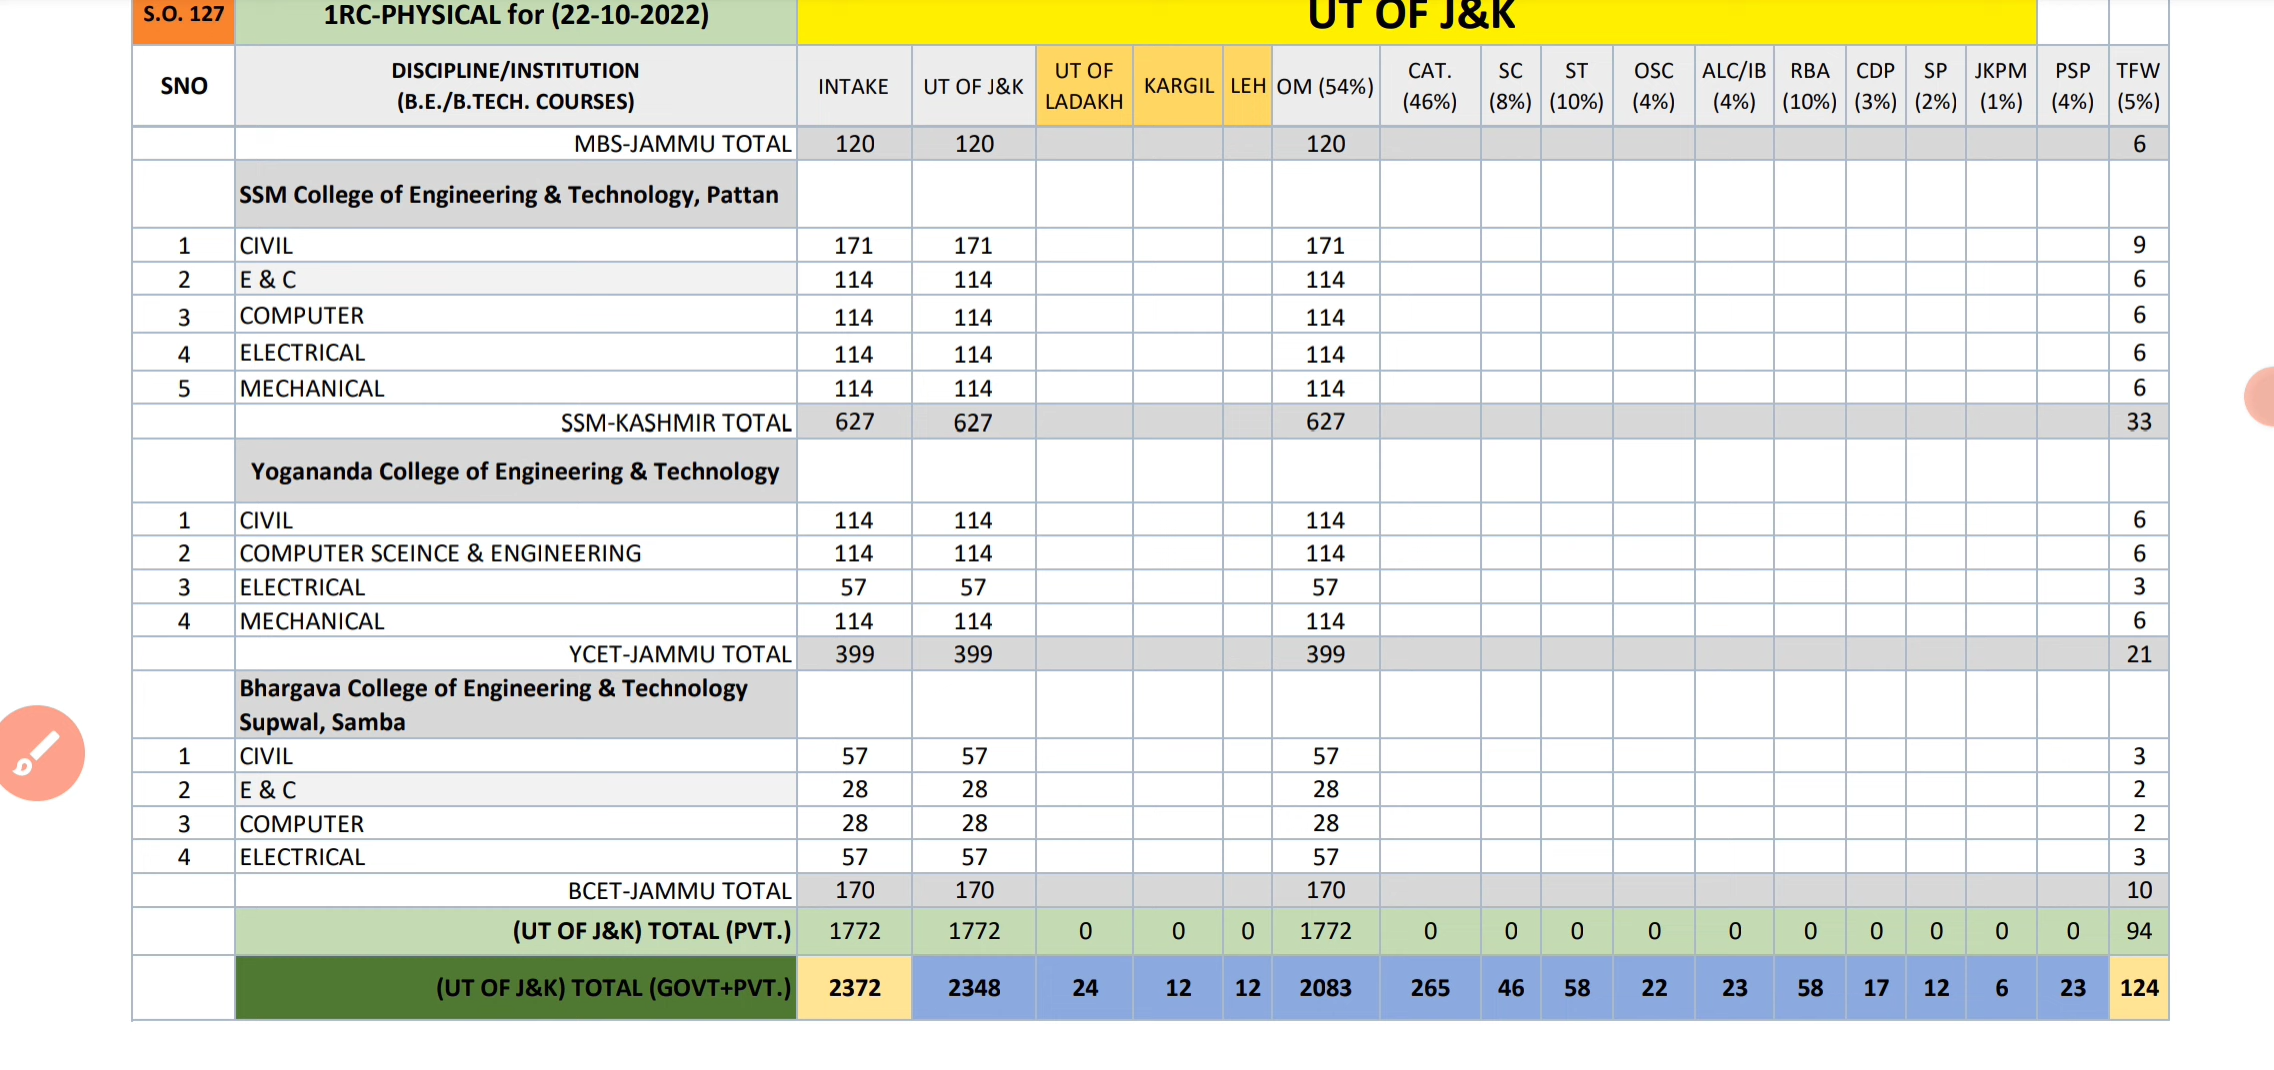 S.O. 127 1RC-PHYSICAL for (22-10-2022) UT OF J&K
SNO DISCIPLINE/INSTITUTION (B.E./B.TECH. COURSES) INTAKE UT OF J&K UT OF LADAKH KARGIL LEH OM (54%) CAT. (46%) SC (8%) ST (10%) OSC (4%) ALC/IB (4%) RBA (10%) CDP (3%) SP (2%) JKPM (1%) PSP (4%) TFW (5%)
MBS-JAMMU TOTAL 120 120 120 6
SSM College of Engineering & Technology, Pattan
1 CIVIL 171 171 171 9
2 E & C 114 114 114 6
3 COMPUTER 114 114 114 6
4 ELECTRICAL 114 114 114 6
5 MECHANICAL 114 114 114 6
SSM-KASHMIR TOTAL 627 627 627 33
Yogananda College of Engineering & Technology
1 CIVIL 114 114 114 6
2 COMPUTER SCEINCE & ENGINEERING 114 114 114 6
3 ELECTRICAL 57 57 57 3
4 MECHANICAL 114 114 114 6
YCET-JAMMU TOTAL 399 399 399 21
Bhargava College of Engineering & Technology
Supwal, Samba
1 CIVIL 57 57 57 3
2 E & C 28 28 28 2
3 COMPUTER 28 28 28 2
4 ELECTRICAL 57 57 57 3
BCET-JAMMU TOTAL 170 170 170 10
(UT OF J&K) TOTAL (PVT.) 1772 1772 0 0 0 1772 0 0 0 0 0 0 0 0 0 0 94
(UT OF J&K) TOTAL (GOVT+PVT.) 2372 2348 24 12 12 2083 265 46 58 22 23 58 17 12 6 23 124